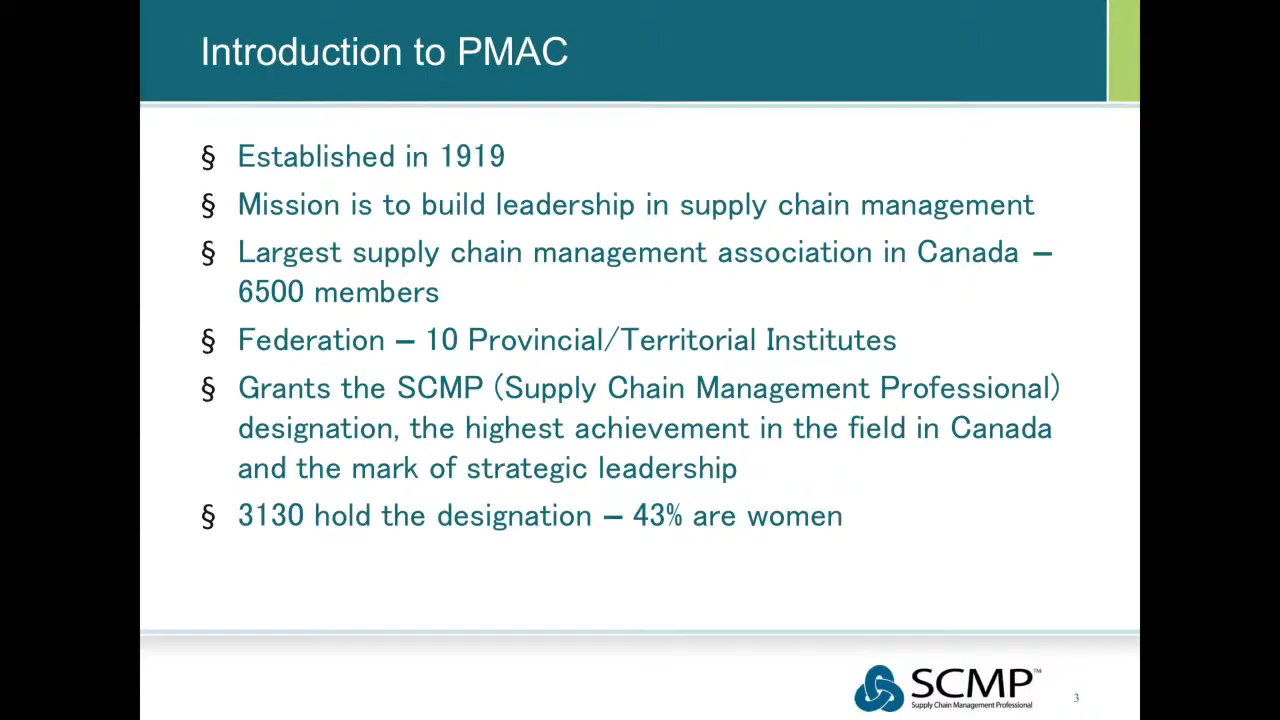 Introduction to PMAC
§ Established in 1919
§ Mission is to build leadership in supply chain management
§ Largest supply chain management association in Canada –
6500 members
§ Federation – 10 Provincial/Territorial Institutes
§ Grants the SCMP (Supply Chain Management Professional)
designation, the highest achievement in the field in Canada
and the mark of strategic leadership
§ 3130 hold the designation – 43% are women
SCMP™
Supply Chain Management Professional
3